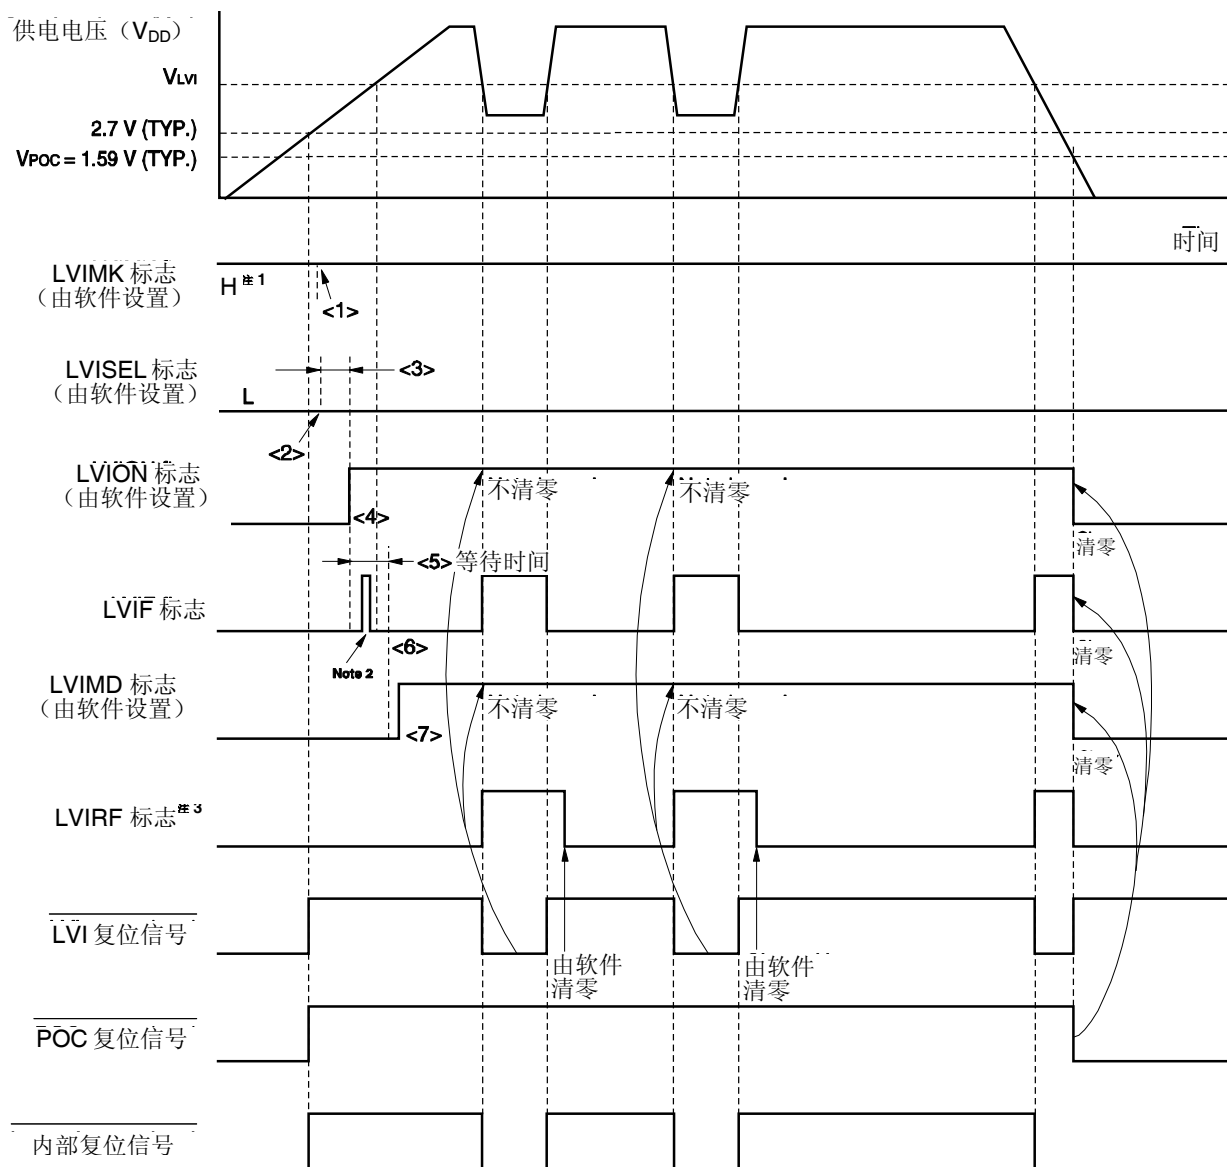 供电电压（VDD）
VLVI
2.7 V (TYP.)
VPOC = 1.59 V (TYP.)
时间
LVIMK 标志
（由软件设置）
H 注 1
<1>
LVISEL 标志
（由软件设置）
<3>
L
<2>
LVION 标志
（由软件设置）
不清零
不清零
<4>
清零
<5> 等待时间
LVIF 标志
Note 2
<6>
清零
LVIMD 标志
（由软件设置）
不清零
不清零
<7>
清零
LVIRF 标志注 3
LVI 复位信号
由软件
清零
由软件
清零
POC 复位信号
内部复位信号